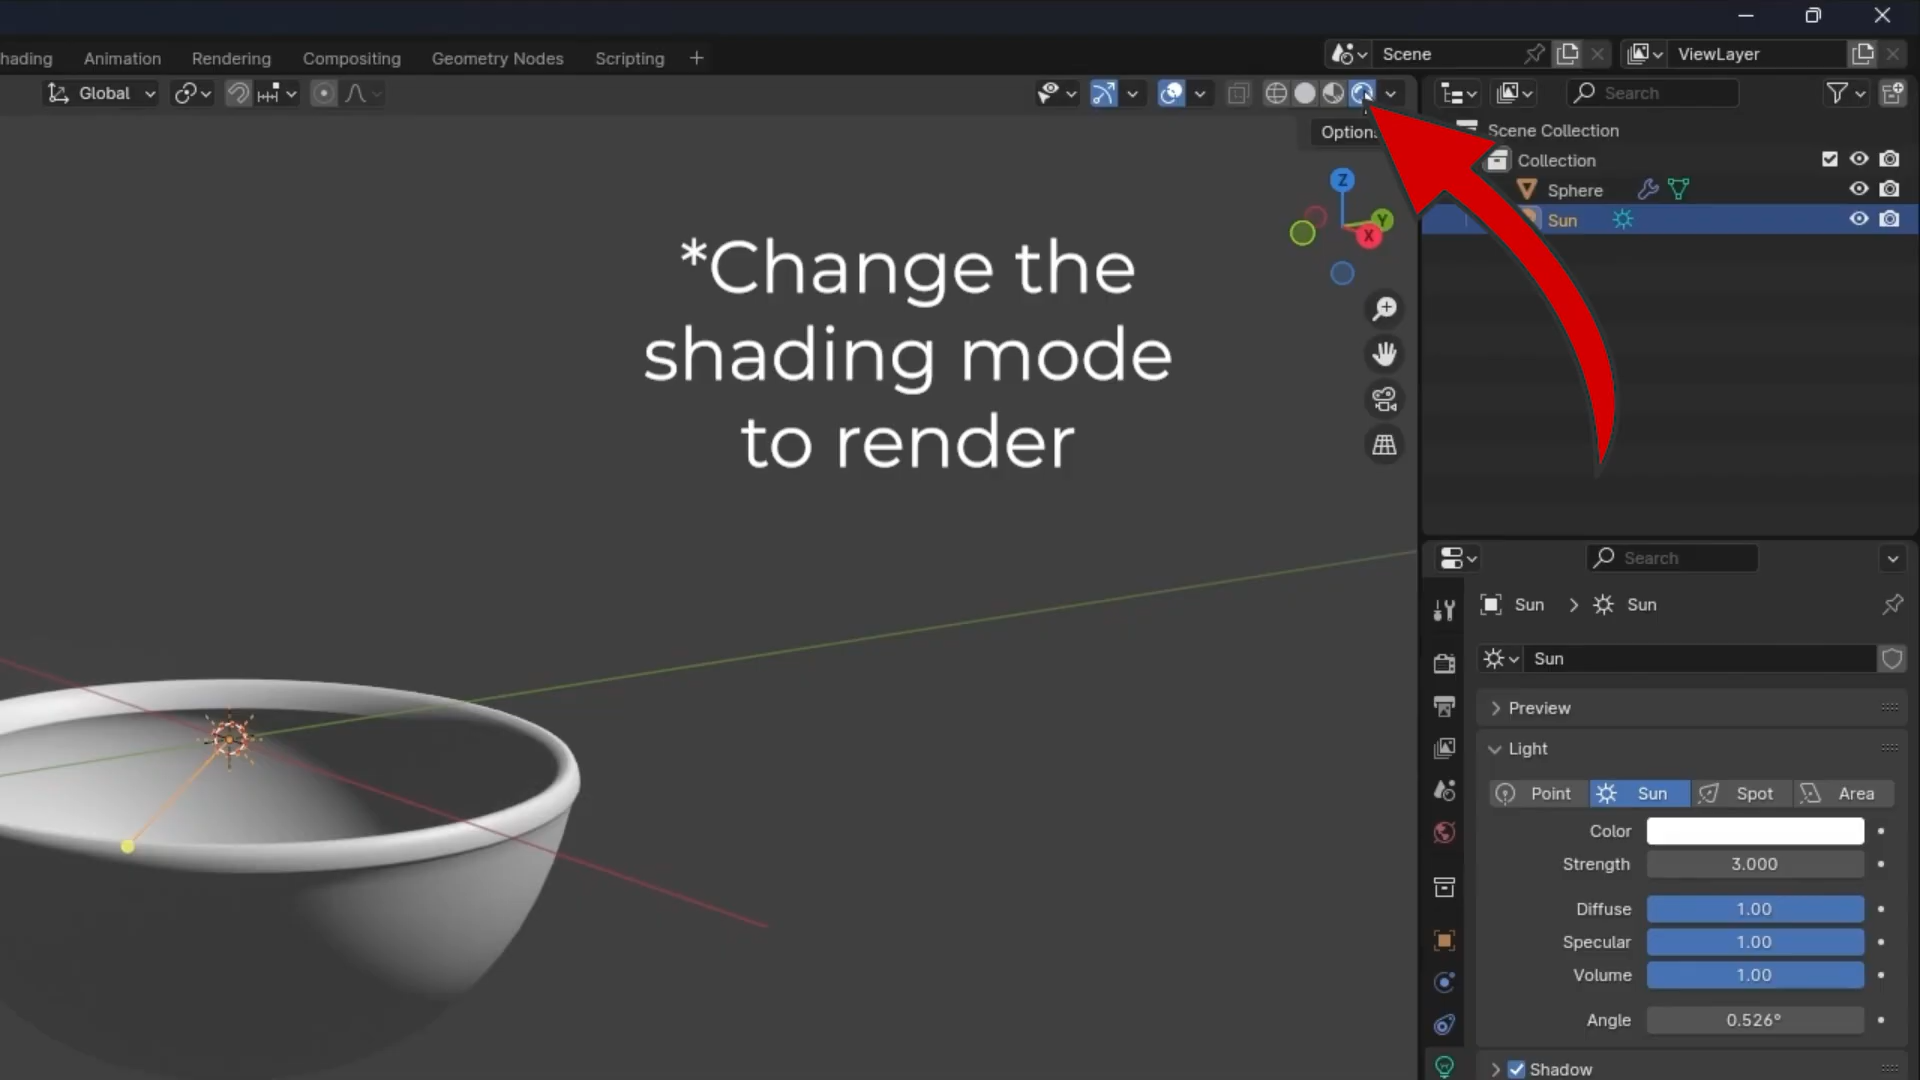 hading Animation Rendering Compositing Geometry Nodes Scripting +
Scene
ViewLayer
Global
Search
Options
Scene Collection
Collection
Sphere
Sun
Z
Y
X
*Change the
shading mode
to render
Search
Sun > Sun
Sun
Preview
Light
Point Sun Spot Area
Color
Strength 3.000
Diffuse 1.00
Specular 1.00
Volume 1.00
Angle 0.526°
Shadow